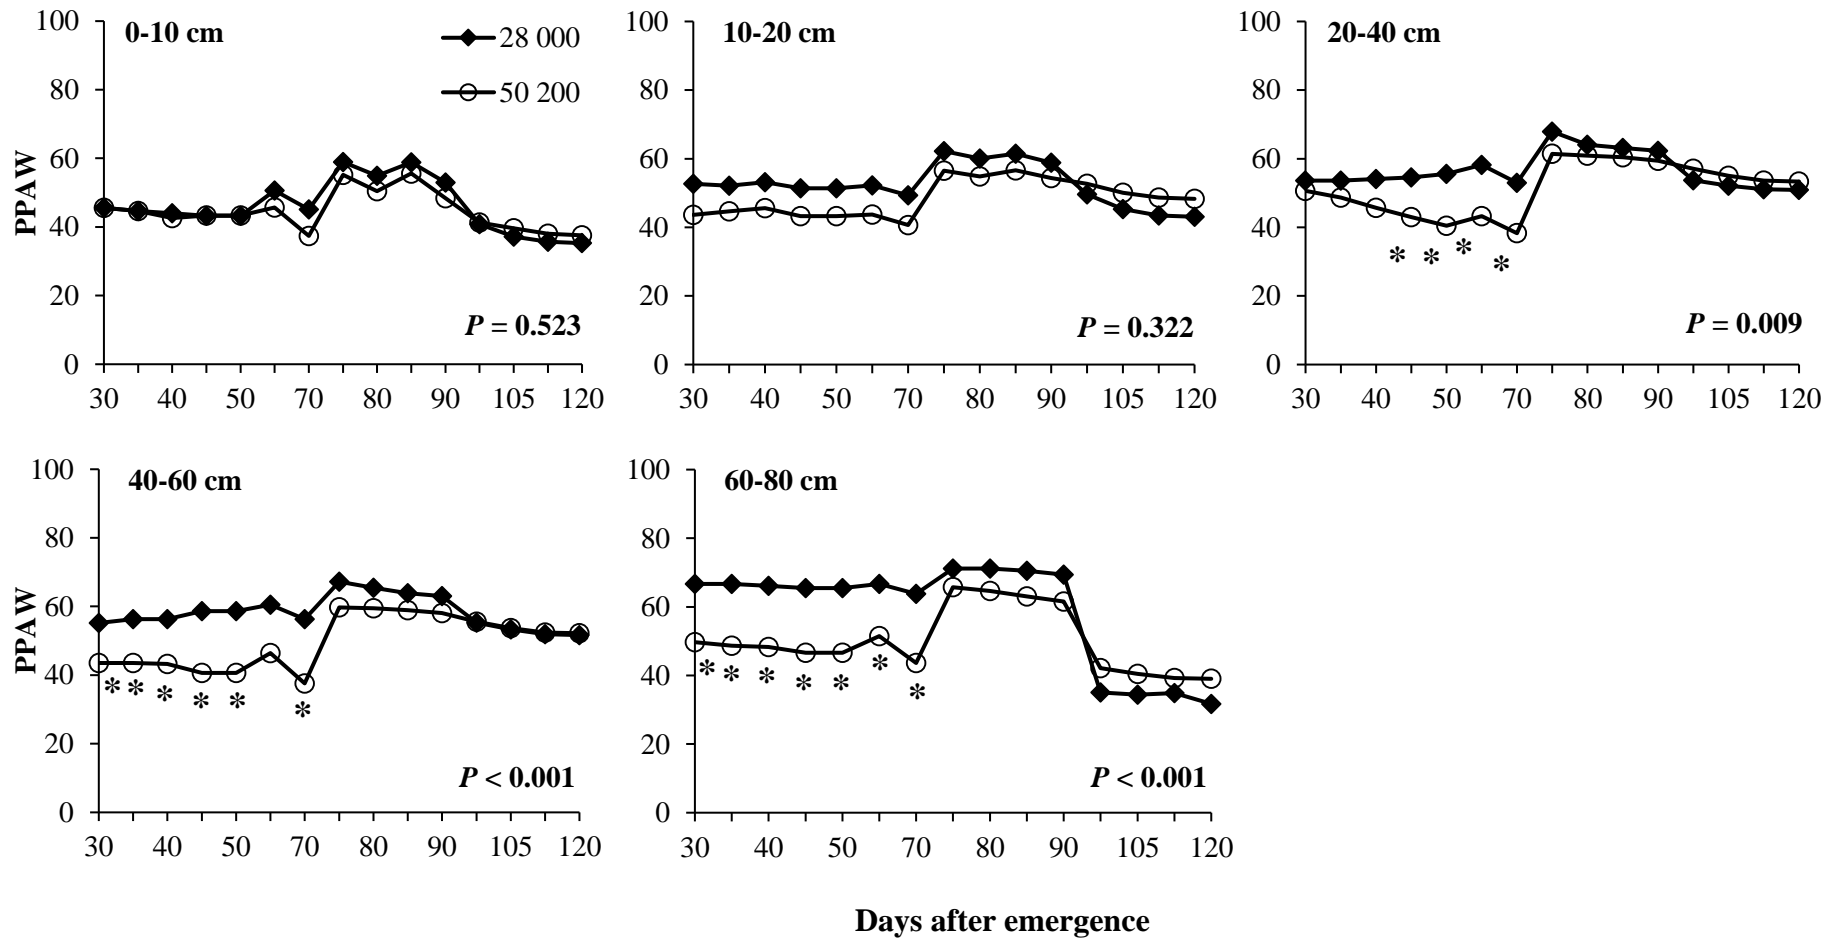 0-10 cm
28 000
50 200
100
80
60
40
20
0
PPAW
P = 0.523
30 40 50 70 80 90 105 120
10-20 cm
100
80
60
40
20
0
P = 0.322
30 40 50 70 80 90 105 120
20-40 cm
100
80
60
40
20
0
* * * *
P = 0.009
30 40 50 70 80 90 105 120
40-60 cm
100
80
60
40
20
0
PPAW
* * * * * *
P < 0.001
30 40 50 70 80 90 105 120
60-80 cm
100
80
60
40
20
0
* * * * * * *
P < 0.001
30 40 50 70 80 90 105 120
Days after emergence